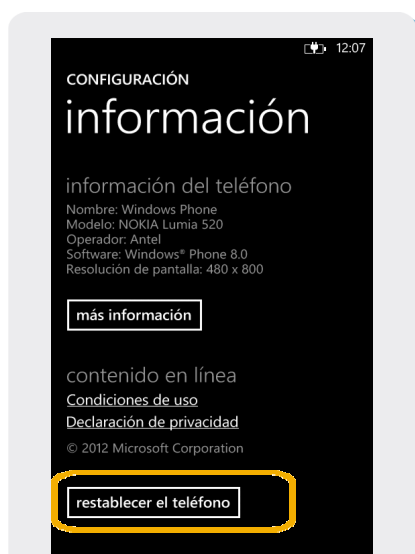 12:07
CONFIGURACIÓN
información
información del teléfono
Nombre: Windows Phone
Modelo: NOKIA Lumia 520
Operador: Antel
Software: Windows® Phone 8.0
Resolución de pantalla: 480 x 800
más información
contenido en línea
Condiciones de uso
Declaración de privacidad
© 2012 Microsoft Corporation
restablecer el teléfono